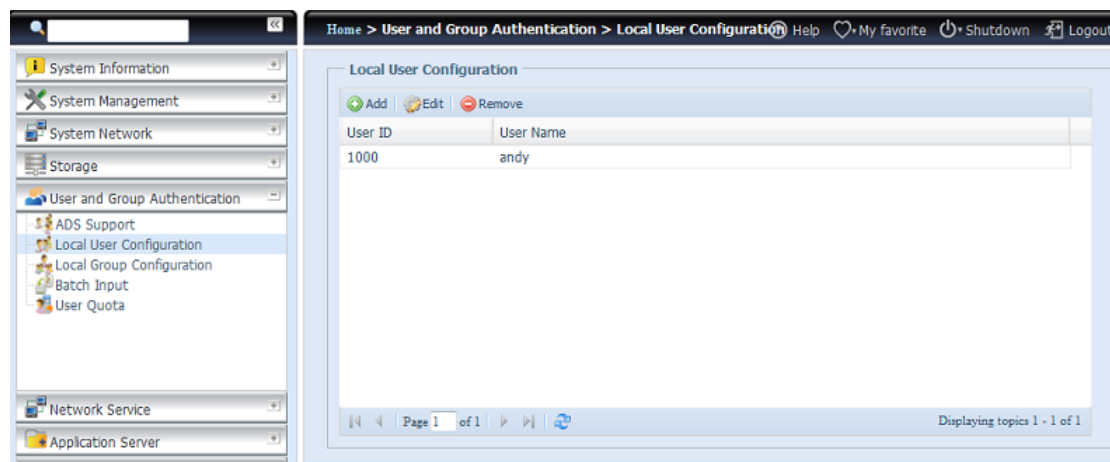 Home > User and Group Authentication > Local User Configuration Help My favorite Shutdown Logout
System Information
System Management
System Network
Storage
User and Group Authentication
ADS Support
Local User Configuration
Local Group Configuration
Batch Input
User Quota
Network Service
Application Server
Local User Configuration
Add Edit Remove
User ID User Name
1000 andy
Page 1 of 1 Displaying topics 1 - 1 of 1